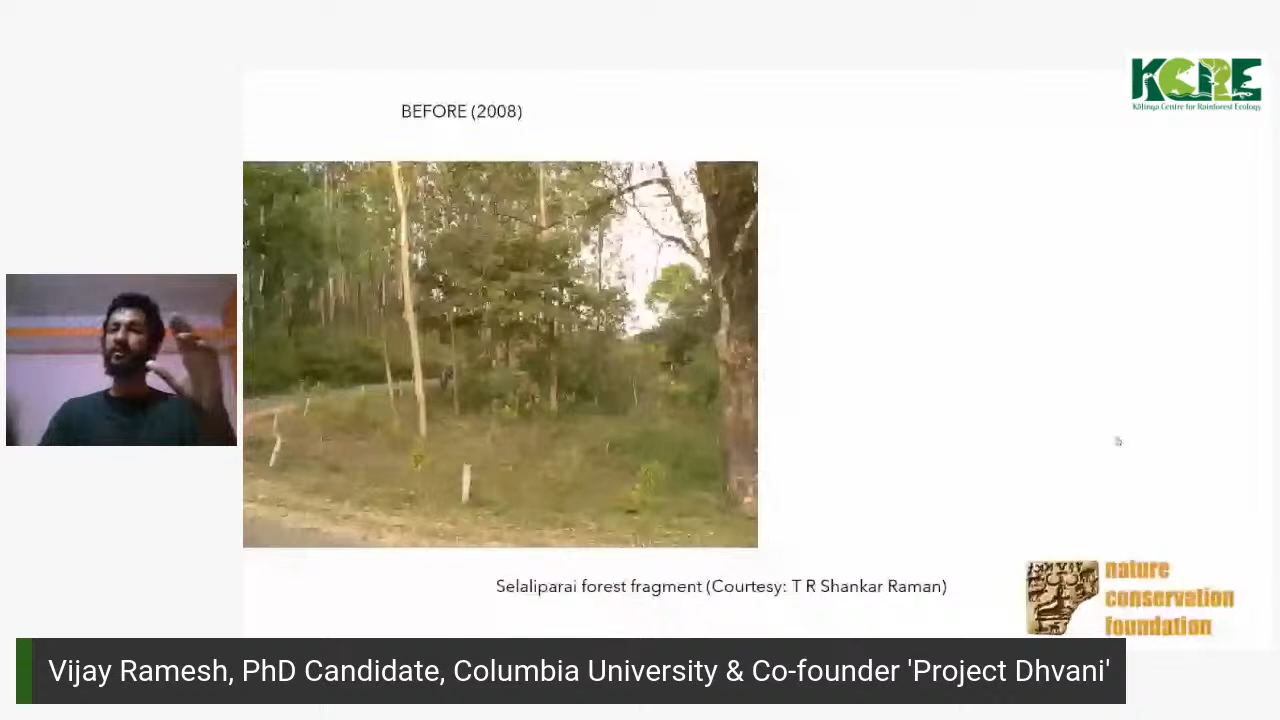 BEFORE (2008)
KCRE
Kālinga Centre for Rainforest Ecology
Selaliparai forest fragment (Courtesy: T R Shankar Raman)
nature
conservation
foundation
Vijay Ramesh, PhD Candidate, Columbia University & Co-founder 'Project Dhvani'